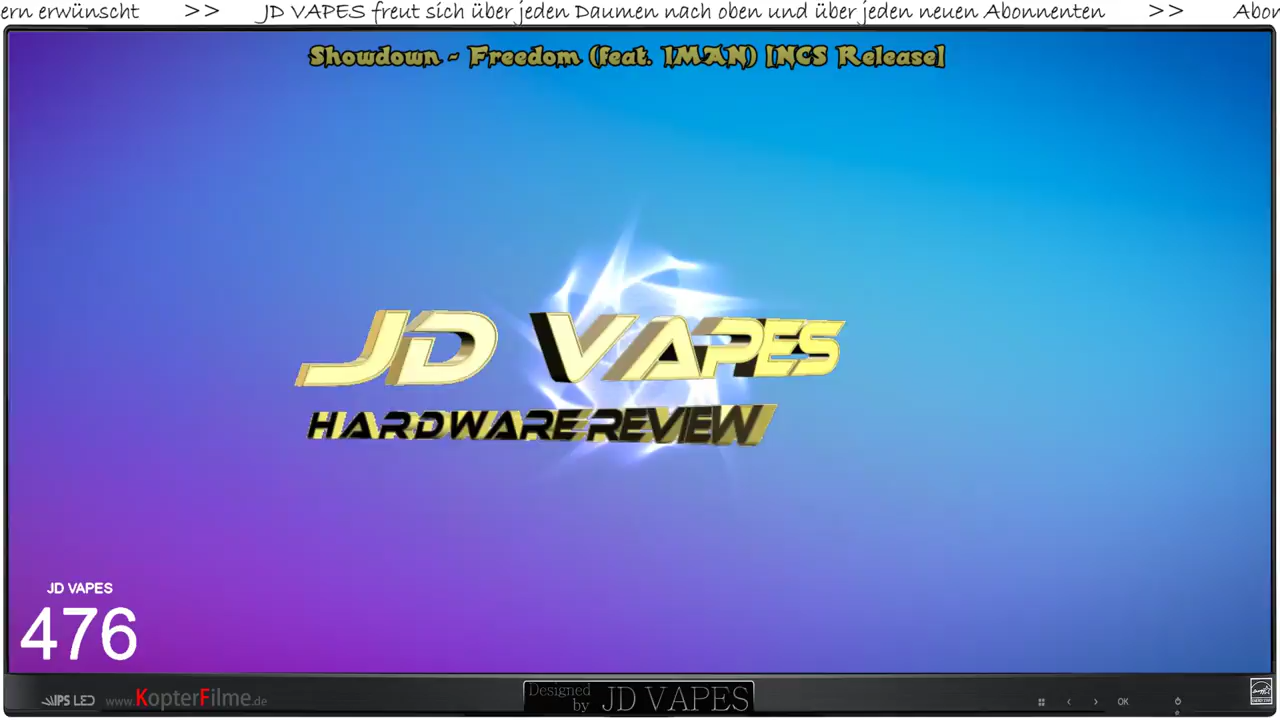 ern erwünscht >> JD VAPES freut sich über jeden Daumen nach oben und über jeden neuen Abonnenten >> Abon
Showdown - Freedom (feat. IMAN) [NCS Release]
JD VAPES
HARDWARE REVIEW
JD VAPES
476
IPS LED www.KopterFilme.de
Designed by JD VAPES
OK